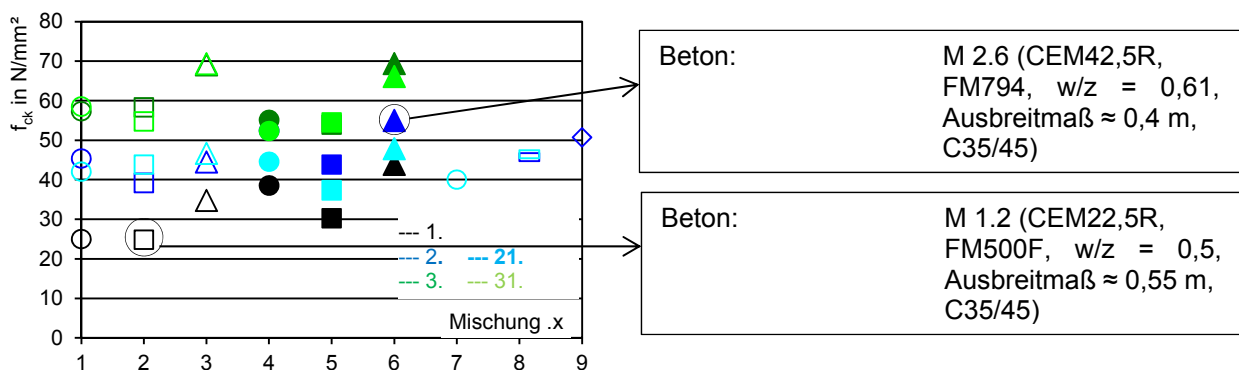 f_ck in N/mm²
80
70
60
50
40
30
20
10
0
1 2 3 4 5 6 7 8 9
Mischung .x
--- 1.
--- 2. --- 21.
--- 3. --- 31.
Beton: M 2.6 (CEM42,5R,
FM794, w/z = 0,61,
Ausbreitmaß ≈ 0,4 m,
C35/45)
Beton: M 1.2 (CEM22,5R,
FM500F, w/z = 0,5,
Ausbreitmaß ≈ 0,55 m,
C35/45)